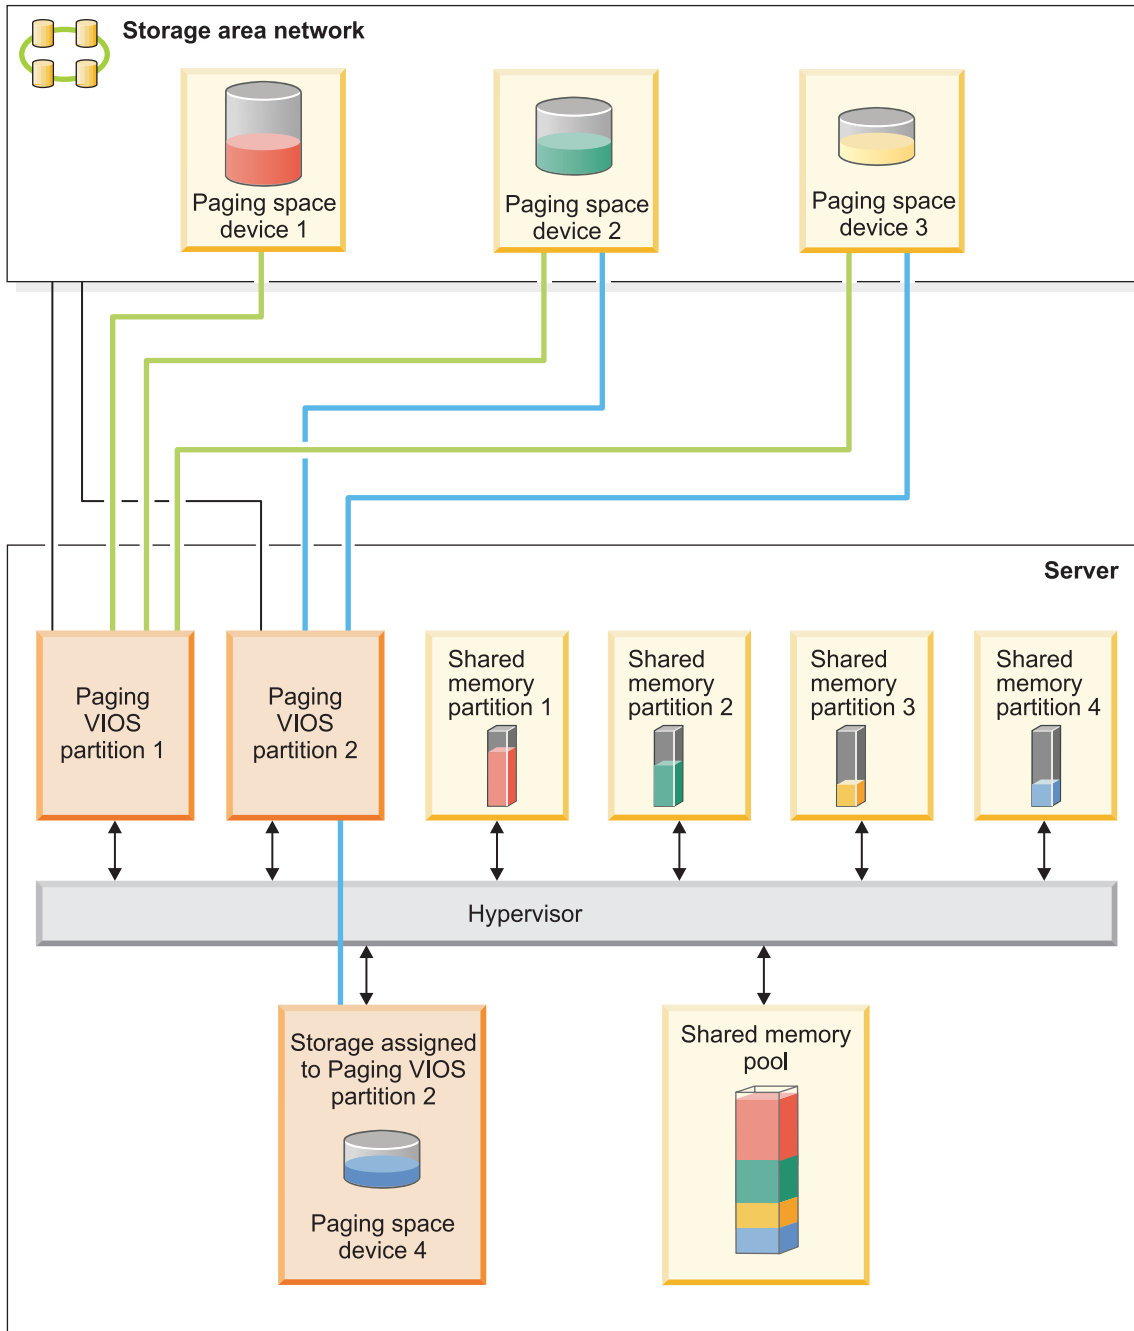 Storage area network
Paging space
device 1
Paging space
device 2
Paging space
device 3
Server
Paging
VIOS
partition 1
Paging
VIOS
partition 2
Shared
memory
partition 1
Shared
memory
partition 2
Shared
memory
partition 3
Shared
memory
partition 4
Hypervisor
Storage assigned
to Paging VIOS
partition 2
Paging space
device 4
Shared memory
pool